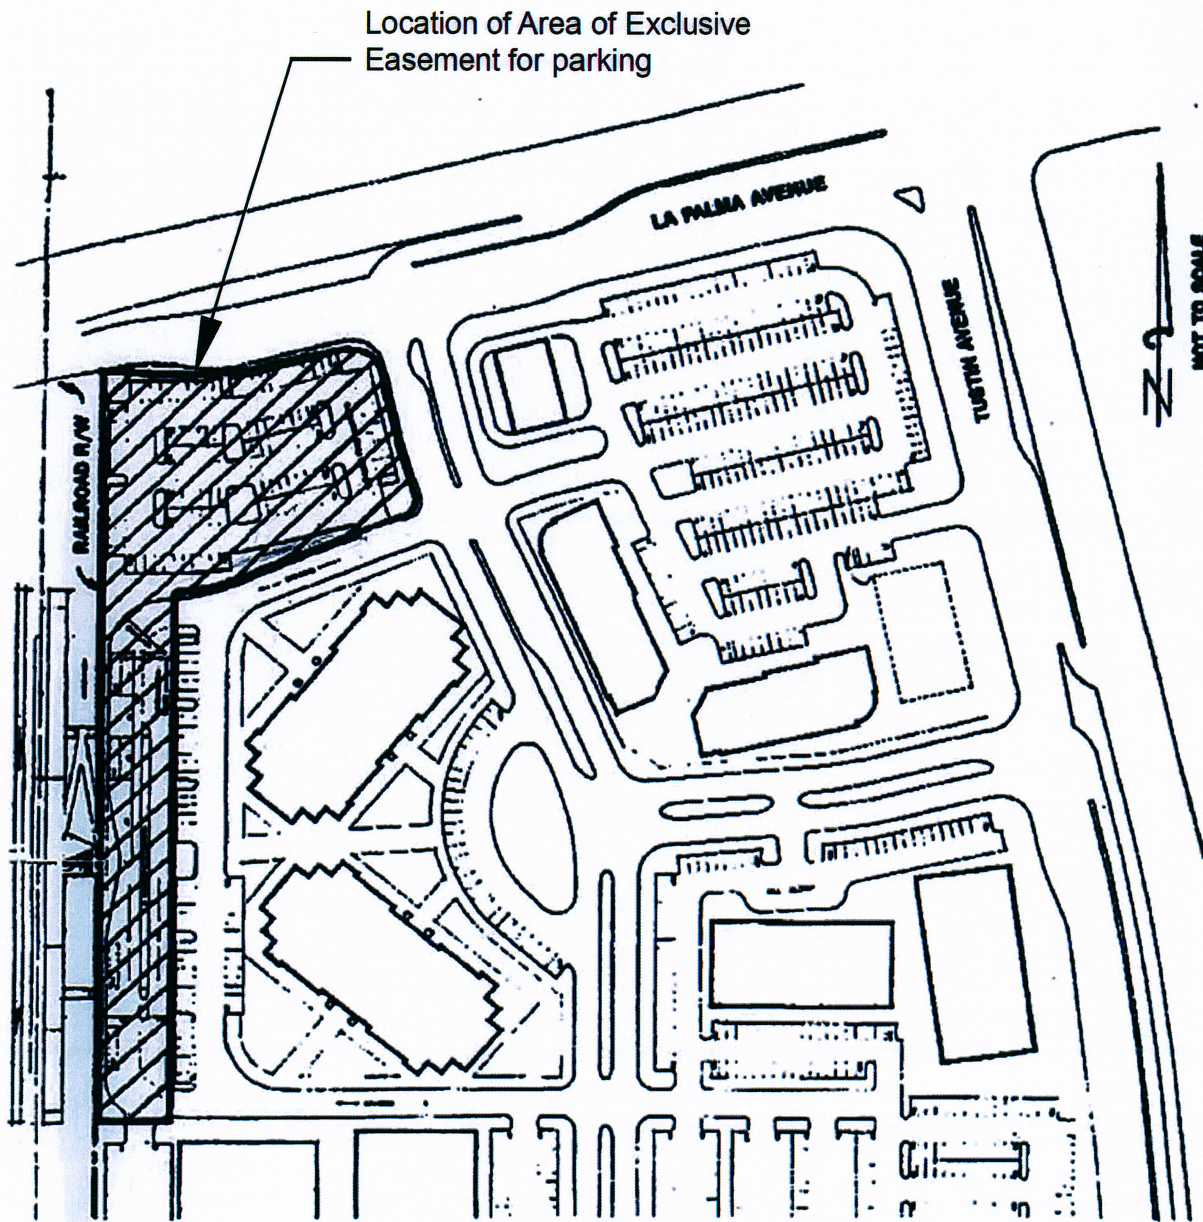 Location of Area of Exclusive
Easement for parking
LA PALMA AVENUE
TUSTIN AVENUE
RAILROAD R/W
N
NOT TO SCALE